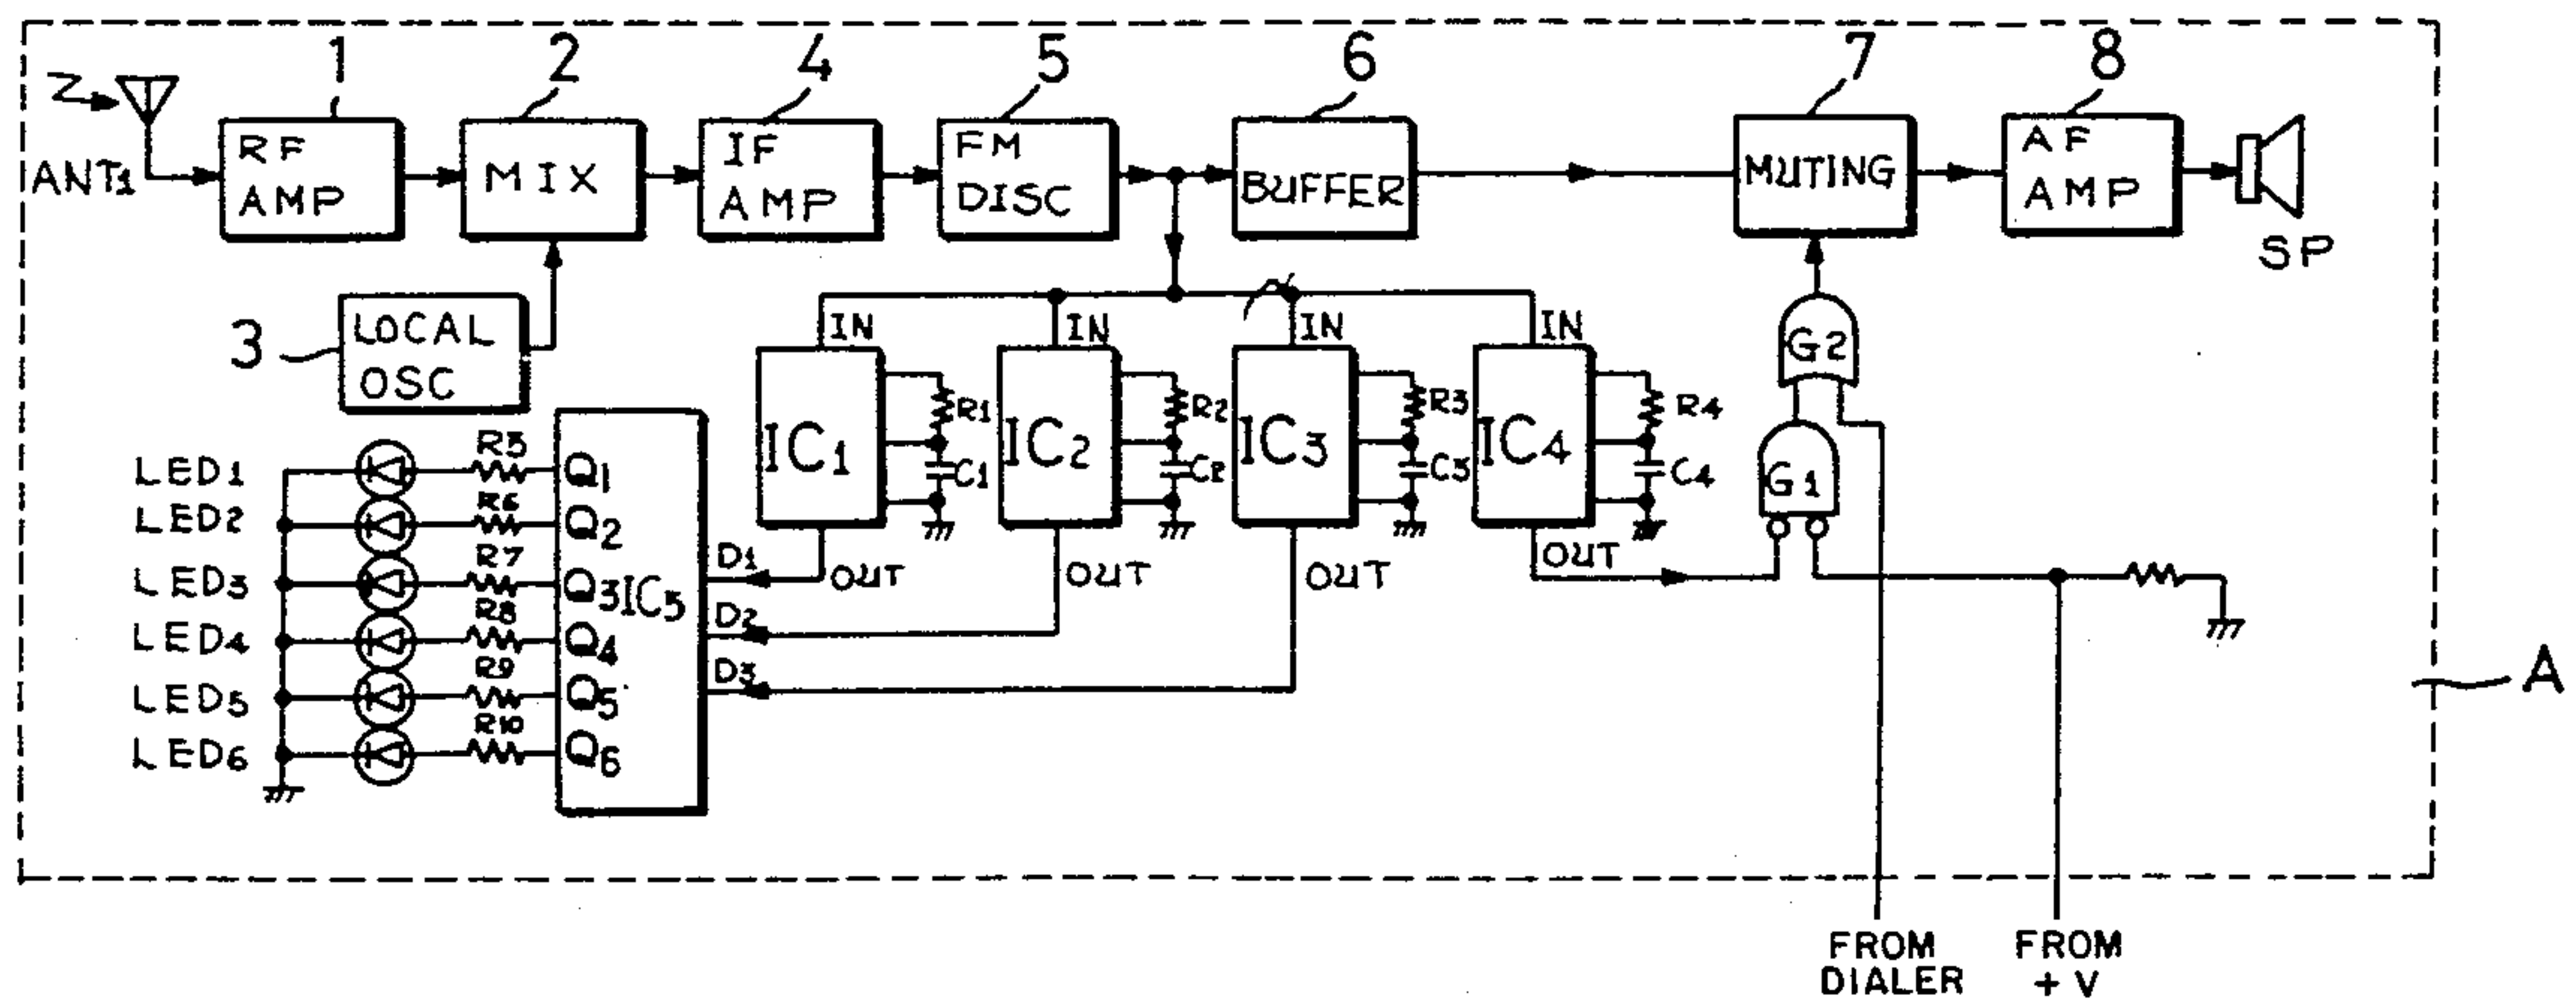 1
2
4
5
6
7
8
ANT1
RF
AMP
MIX
IF
AMP
FM
DISC
BUFFER
MUTING
AF
AMP
SP
3
LOCAL
OSC
IN
IN
IN
IN
G2
R1
R2
R3
R4
IC1
IC2
IC3
IC4
C1
C2
C3
C4
G1
LED1
R5
Q1
LED2
R6
Q2
LED3
R7
Q3
IC5
LED4
R8
Q4
LED5
R9
Q5
LED6
R10
Q6
D1
OUT
OUT
OUT
OUT
D2
D3
A
FROM
DIALER
FROM
+V